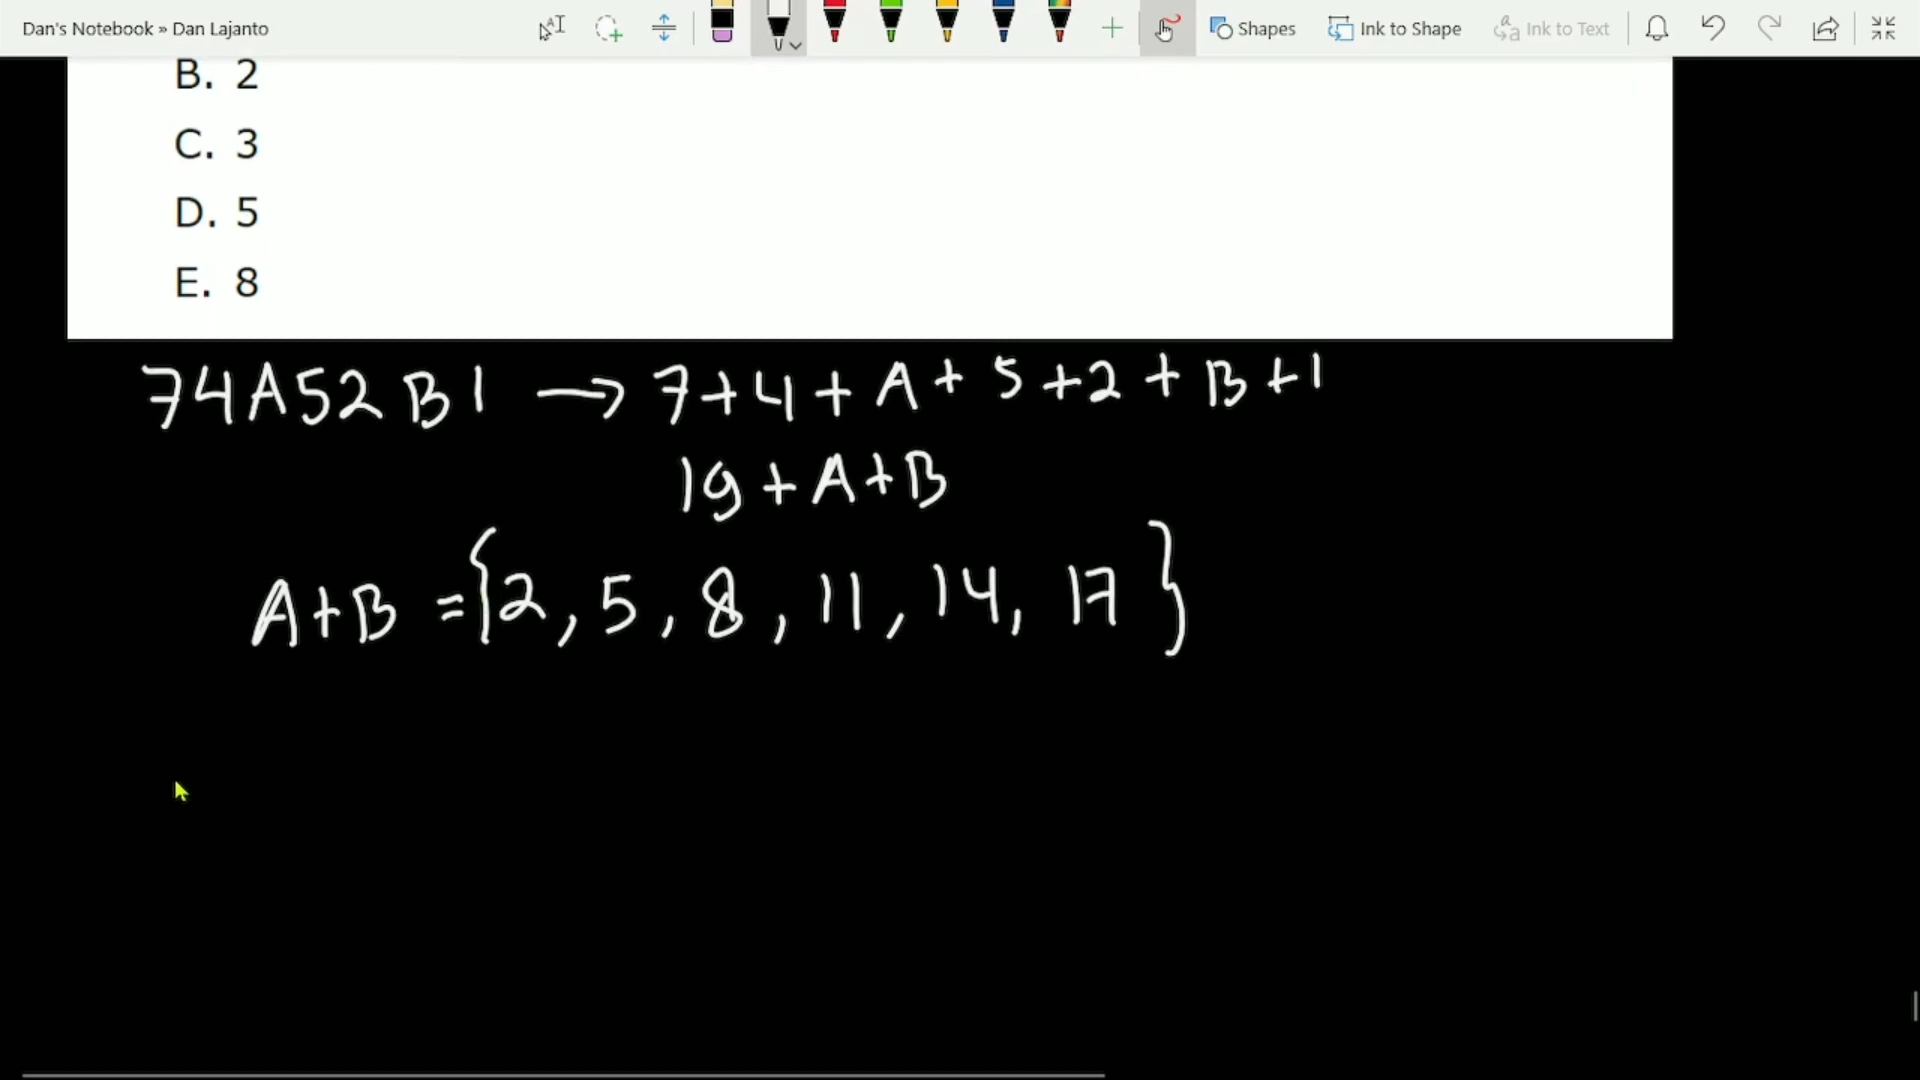 Dan's Notebook » Dan Lajanto
Shapes
Ink to Shape
Ink to Text
B. 2
C. 3
D. 5
E. 8
74A52B1 → 7+4+A+5+2+B+1
19+A+B
A+B = {2, 5, 8, 11, 14, 17}